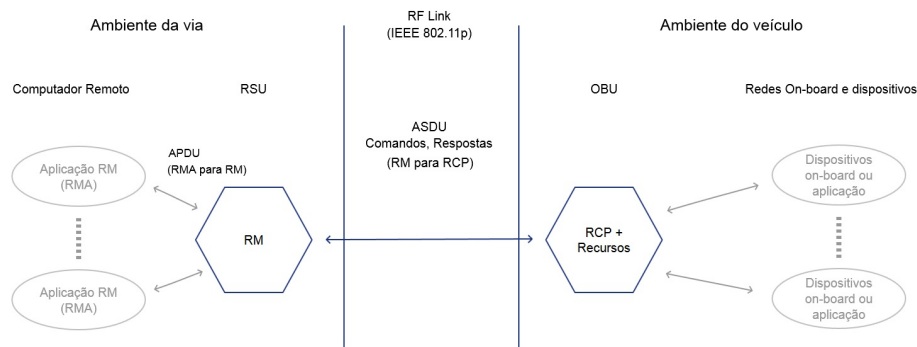 Ambiente da via
RF Link
(IEEE 802.11p)
Ambiente do veículo
Computador Remoto
RSU
OBU
Redes On-board e dispositivos
ASDU
Comandos, Respostas
(RM para RCP)
APDU
(RMA para RM)
Aplicação RM
(RMA)
RM
RCP +
Recursos
Dispositivos
on-board ou
aplicação
Aplicação RM
(RMA)
Dispositivos
on-board ou
aplicação